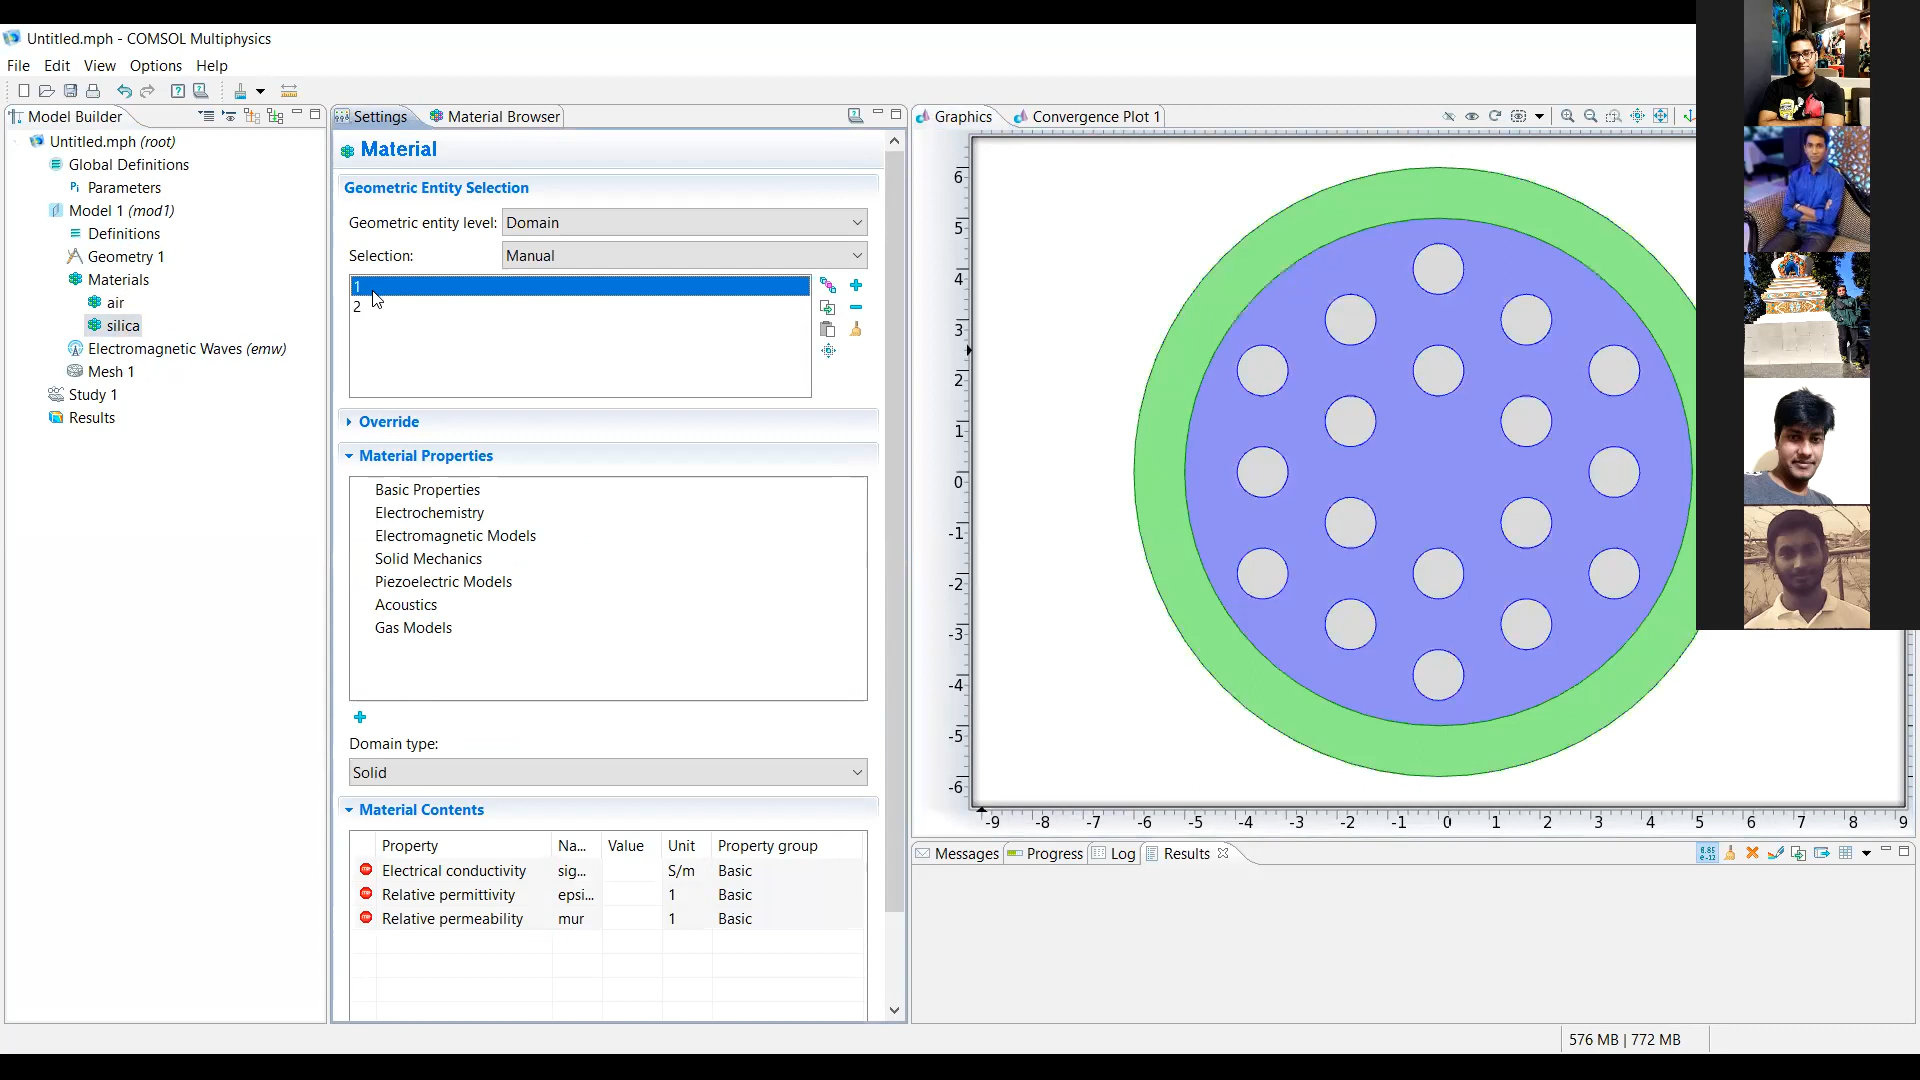 Untitled.mph - COMSOL Multiphysics
File Edit View Options Help
Model Builder
Untitled.mph (root)
Global Definitions
Pi Parameters
Model 1 (mod1)
Definitions
Geometry 1
Materials
air
silica
Electromagnetic Waves (emw)
Mesh 1
Study 1
Results
Settings Material Browser
Material
Geometric Entity Selection
Geometric entity level: Domain
Selection: Manual
1
2
Override
Material Properties
Basic Properties
Electrochemistry
Electromagnetic Models
Solid Mechanics
Piezoelectric Models
Acoustics
Gas Models
Domain type:
Solid
Material Contents
Property Na... Value Unit Property group
Electrical conductivity sig... S/m Basic
Relative permittivity epsi... 1 Basic
Relative permeability mur 1 Basic
Graphics Convergence Plot 1
6
5
4
3
2
1
0
-1
-2
-3
-4
-5
-6
-9 -8 -7 -6 -5 -4 -3 -2 -1 0 1 2 3 4 5 6 7 8 9
Messages Progress Log Results
8.85
e-12
576 MB | 772 MB